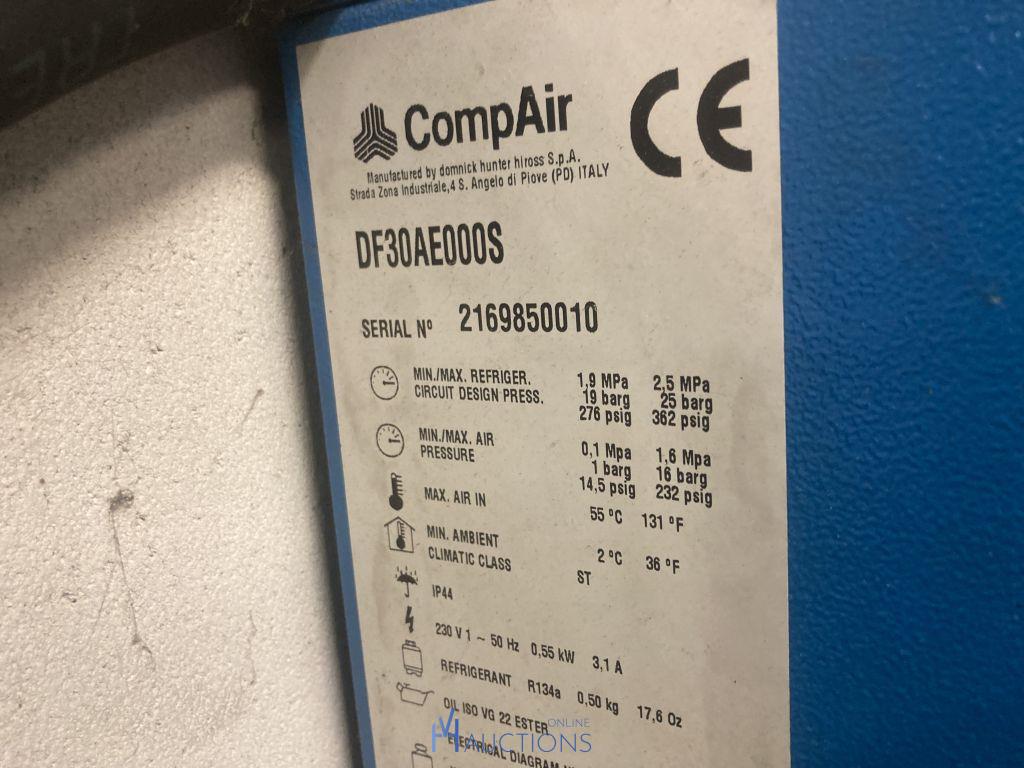 CompAir
CE
Manufactured by domnick hunter hiross S.p.A.
Strada Zona Industriale,4 S. Angelo di Piove (PD) ITALY
DF30AE000S
SERIAL Nº 2169850010
MIN./MAX. REFRIGER. 1,9 MPa 2,5 MPa
CIRCUIT DESIGN PRESS. 19 barg 25 barg
276 psig 362 psig
MIN./MAX. AIR 0,1 Mpa 1,6 MPa
PRESSURE 1 barg 16 barg
14,5 psig 232 psig
MAX. AIR IN 55 ºC 131 ºF
MIN. AMBIENT 2 ºC 36 ºF
CLIMATIC CLASS ST
IP44
230 V 1 ~ 50 Hz 0,55 kW 3,1 A
REFRIGERANT R134a 0,50 kg 17,6 Oz
OIL ISO VG 22 ESTER
ELECTRICAL DIAGRAM
ONLINE
AUCTIONS